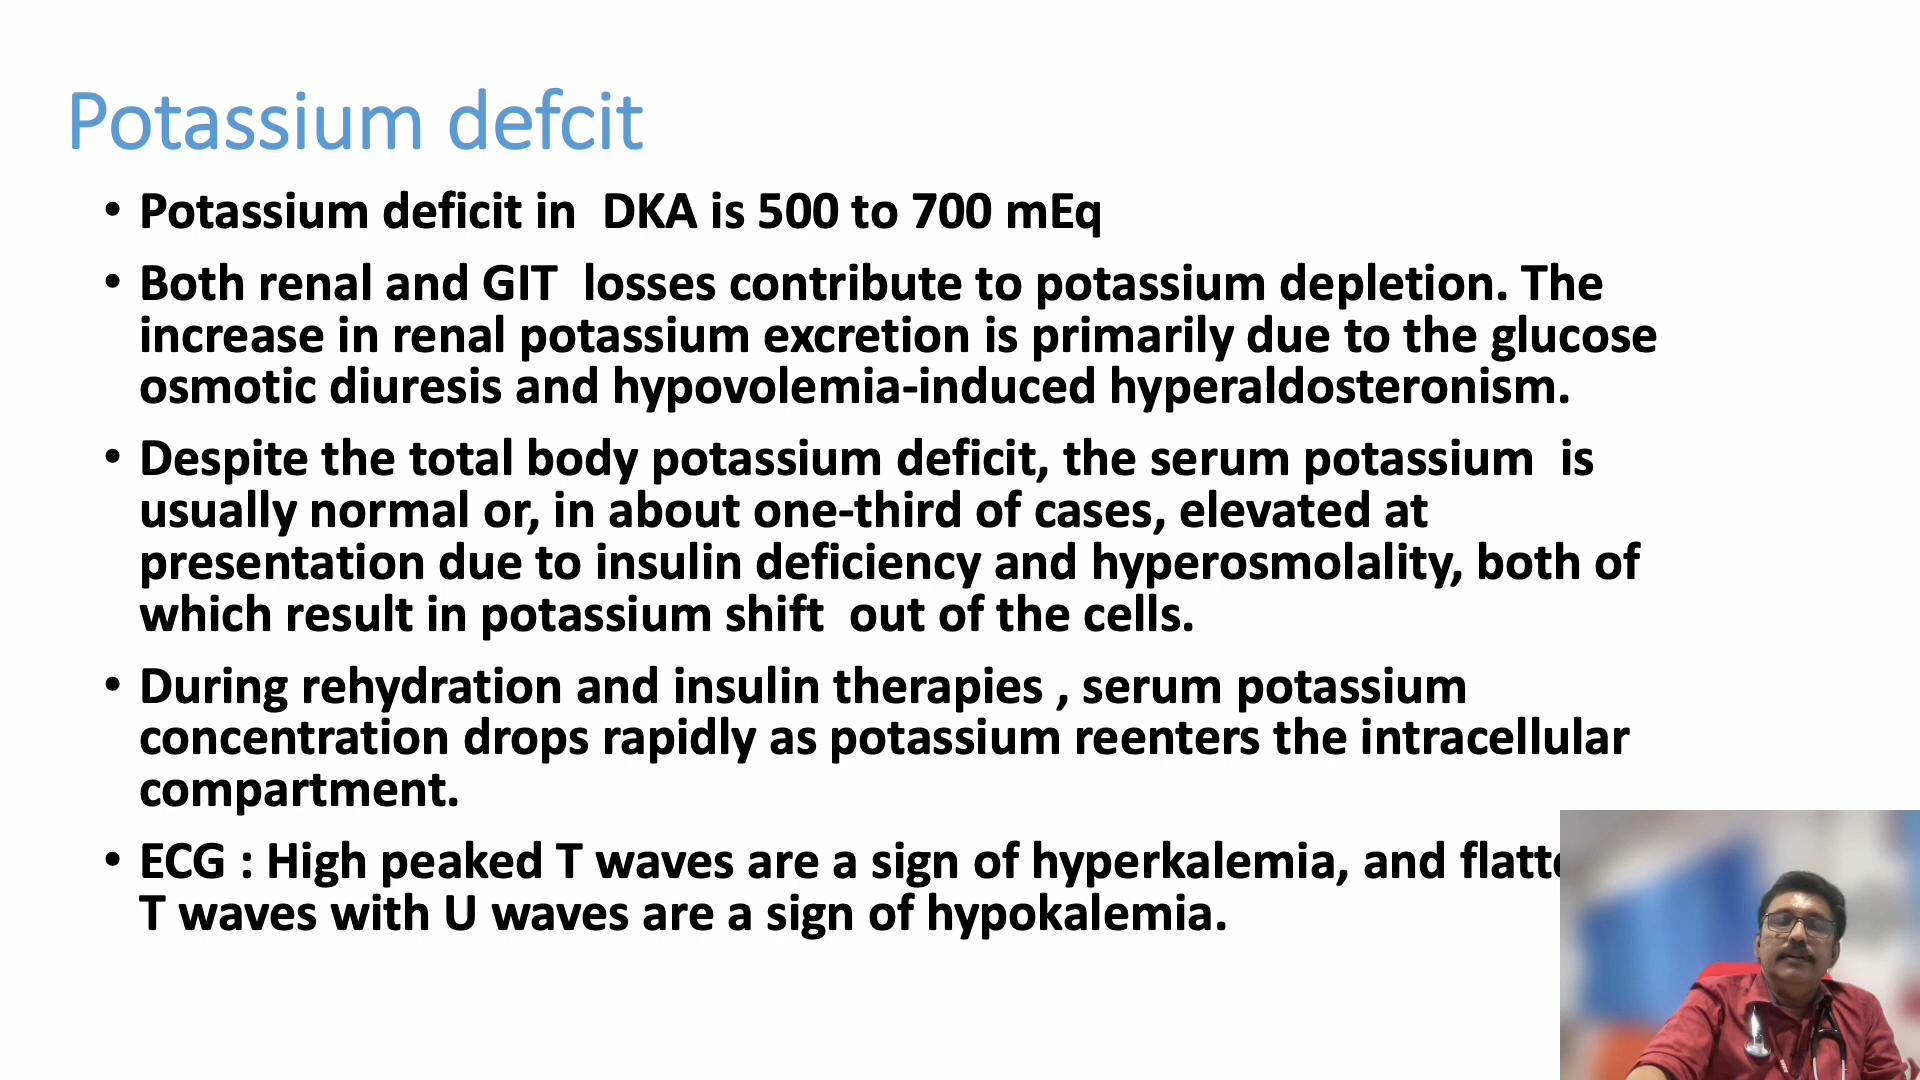 Potassium defcit
• Potassium deficit in DKA is 500 to 700 mEq
• Both renal and GIT losses contribute to potassium depletion. The
increase in renal potassium excretion is primarily due to the glucose
osmotic diuresis and hypovolemia-induced hyperaldosteronism.
• Despite the total body potassium deficit, the serum potassium is
usually normal or, in about one-third of cases, elevated at
presentation due to insulin deficiency and hyperosmolality, both of
which result in potassium shift out of the cells.
• During rehydration and insulin therapies , serum potassium
concentration drops rapidly as potassium reenters the intracellular
compartment.
• ECG : High peaked T waves are a sign of hyperkalemia, and
T waves with U waves are a sign of hypokalemia.